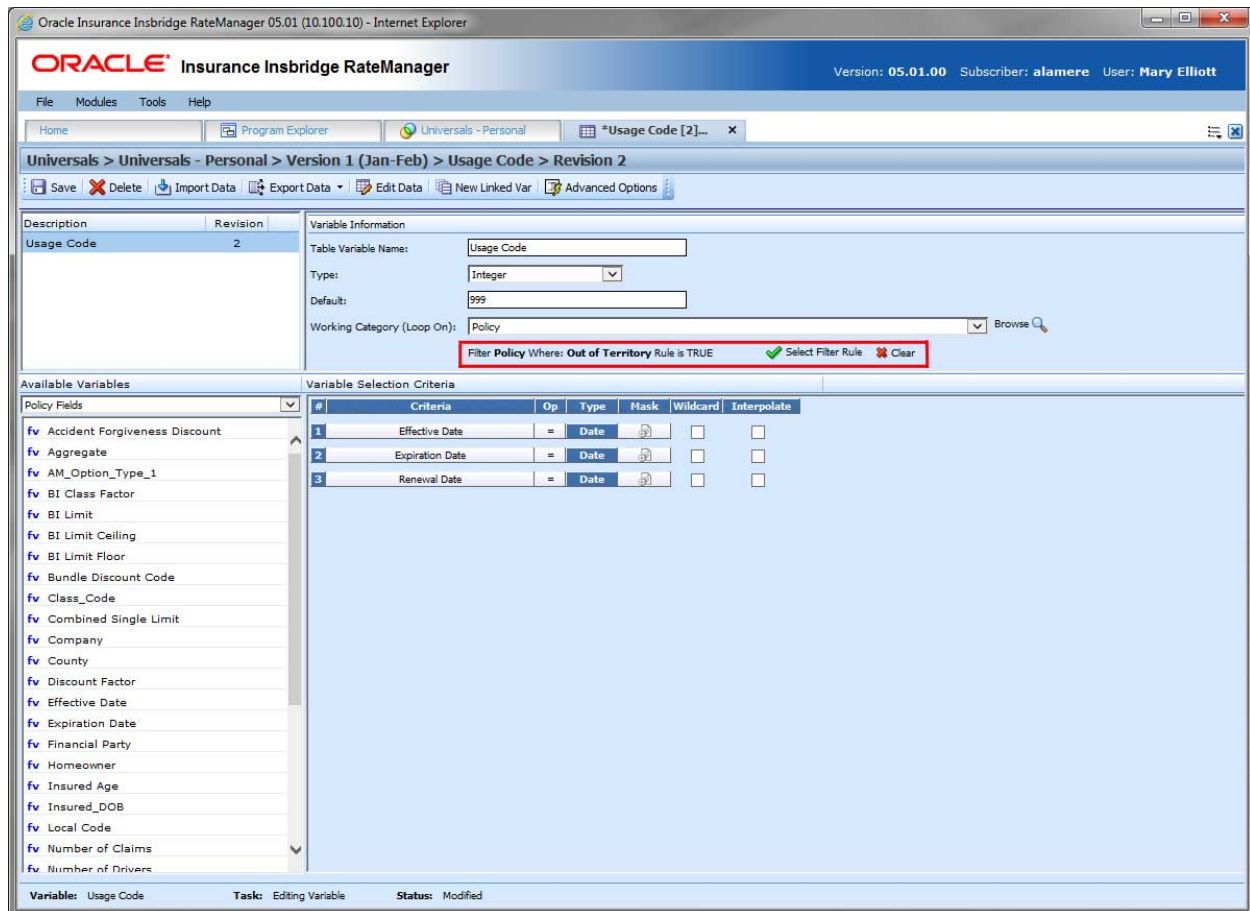 Oracle Insurance Insbridge RateManager 05.01 (10.100.10) - Internet Explorer
ORACLE Insurance Insbridge RateManager
Version: 05.01.00 Subscriber: alamere User: Mary Elliott
File Modules Tools Help
Home Program Explorer Universals - Personal *Usage Code [2]... x
Universals > Universals - Personal > Version 1 (Jan-Feb) > Usage Code > Revision 2
Save Delete Import Data Export Data Edit Data New Linked Var Advanced Options
Description Revision
Usage Code 2
Variable Information
Table Variable Name: Usage Code
Type: Integer
Default: 999
Working Category (Loop On): Policy Browse
Filter Policy Where: Out of Territory Rule is TRUE Select Filter Rule Clear
Available Variables
Policy Fields
fv Accident Forgiveness Discount
fv Aggregate
fv AM_Option_Type_1
fv BI Class Factor
fv BI Limit
fv BI Limit Ceiling
fv BI Limit Floor
fv Bundle Discount Code
fv Class_Code
fv Combined Single Limit
fv Company
fv County
fv Discount Factor
fv Effective Date
fv Expiration Date
fv Financial Party
fv Homeowner
fv Insured Age
fv Insured_DOB
fv Local Code
fv Number of Claims
fv Number of Drivers
Variable Selection Criteria
# Criteria Op Type Mask Wildcard Interpolate
1 Effective Date = Date
2 Expiration Date = Date
3 Renewal Date = Date
Variable: Usage Code Task: Editing Variable Status: Modified